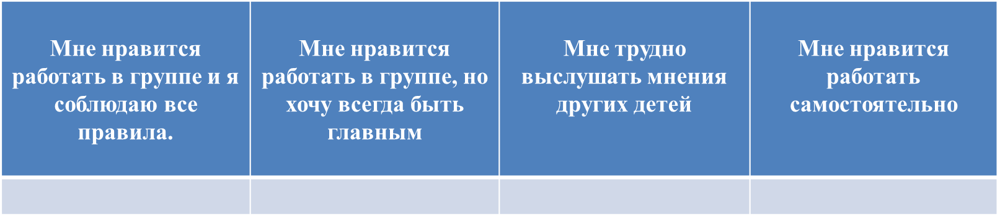 Мне нравится
работать в группе и я
соблюдаю все
правила.
Мне нравится
работать в группе, но
хочу всегда быть
главным
Мне трудно
выслушать мнения
других детей
Мне нравится
работать
самостоятельно